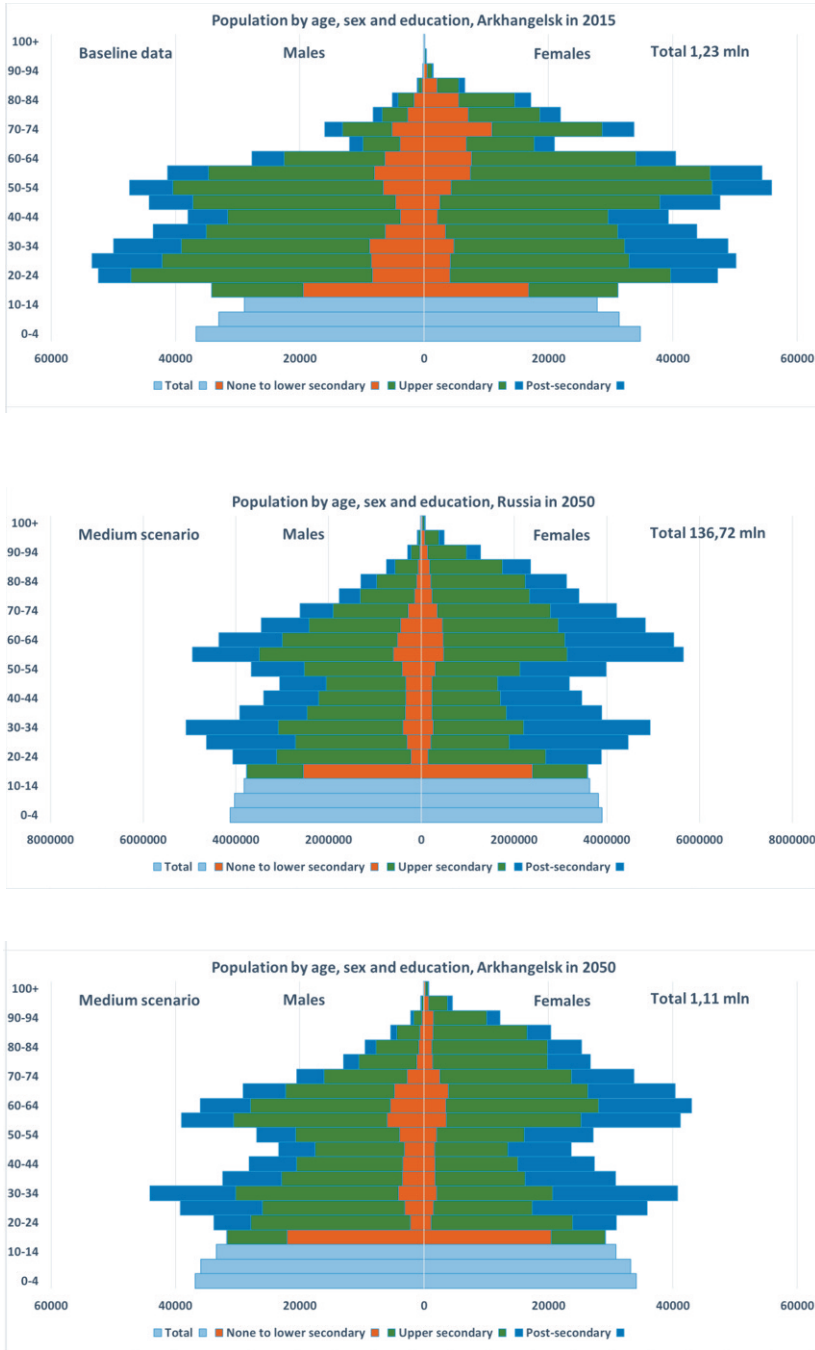 Population by age, sex and education, Arkhangelsk in 2015
100+
Baseline data Males Females Total 1,23 mln
90-94
80-84
70-74
60-64
50-54
40-44
30-34
20-24
10-14
0-4
60000 40000 20000 0 20000 40000 60000
Total None to lower secondary Upper secondary Post-secondary
Population by age, sex and education, Russia in 2050
100+
Medium scenario Males Females Total 136,72 mln
90-94
80-84
70-74
60-64
50-54
40-44
30-34
20-24
10-14
0-4
8000000 6000000 4000000 2000000 0 2000000 4000000 6000000 8000000
Total None to lower secondary Upper secondary Post-secondary
Population by age, sex and education, Arkhangelsk in 2050
100+
Medium scenario Males Females Total 1,11 mln
90-94
80-84
70-74
60-64
50-54
40-44
30-34
20-24
10-14
0-4
60000 40000 20000 0 20000 40000 60000
Total None to lower secondary Upper secondary Post-secondary